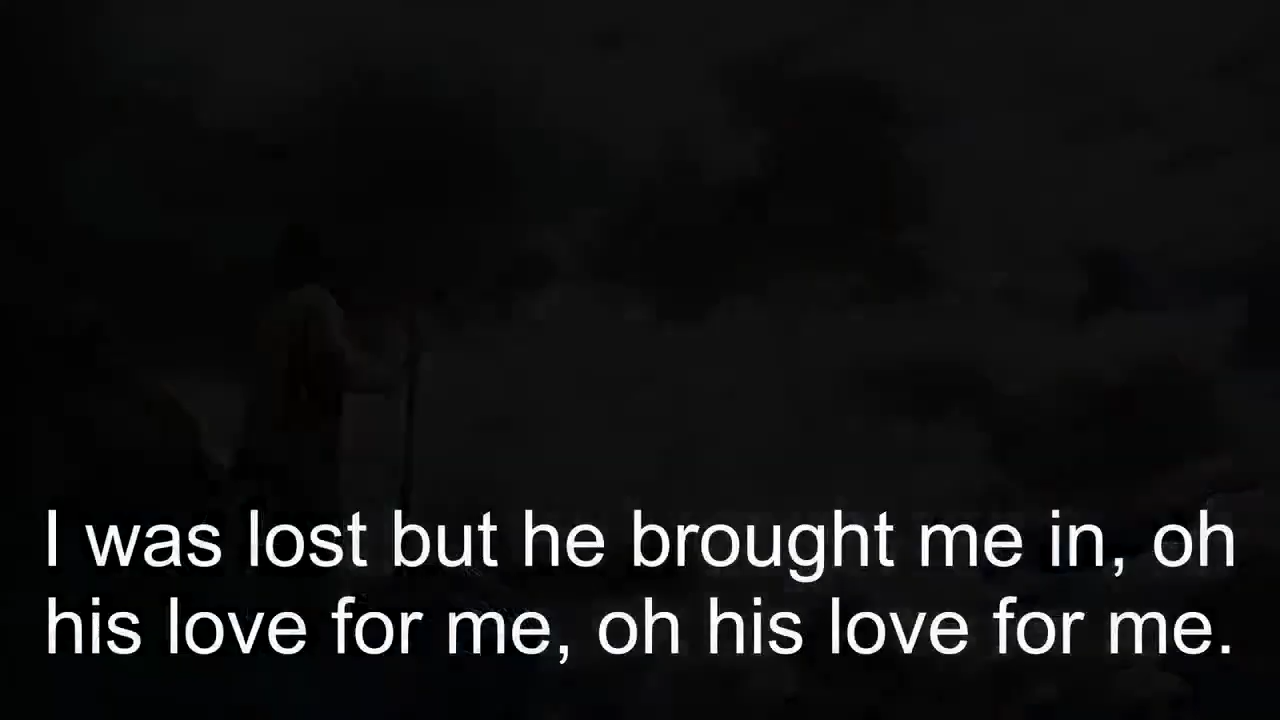 I was lost but he brought me in, oh
his love for me, oh his love for me.